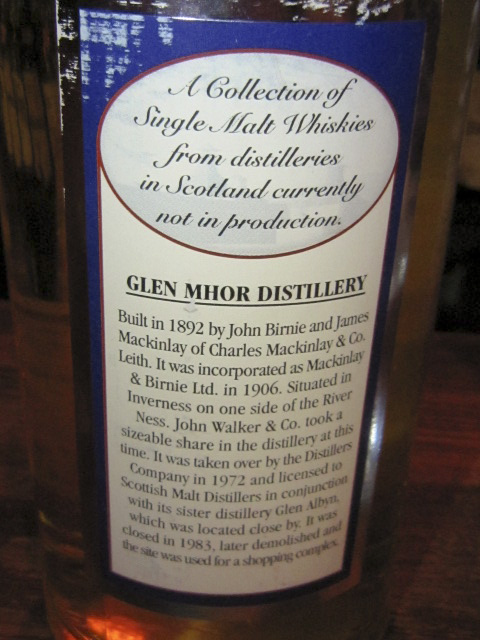 A Collection of
Single Malt Whiskies
from distilleries
in Scotland currently
not in production.
GLEN MHOR DISTILLERY
Built in 1892 by John Birnie and James
Mackinlay of Charles Mackinlay & Co.
Leith. It was incorporated as Mackinlay
& Birnie Ltd. in 1906. Situated in
Inverness on one side of the River
Ness. John Walker & Co. took a
sizeable share in the distillery at this
time. It was taken over by the Distillers
Company in 1972 and licensed to
Scottish Malt Distillers in conjunction
with its sister distillery Glen Albyn,
which was located close by. It was
closed in 1983, later demolished and
the site was used for a shopping complex.